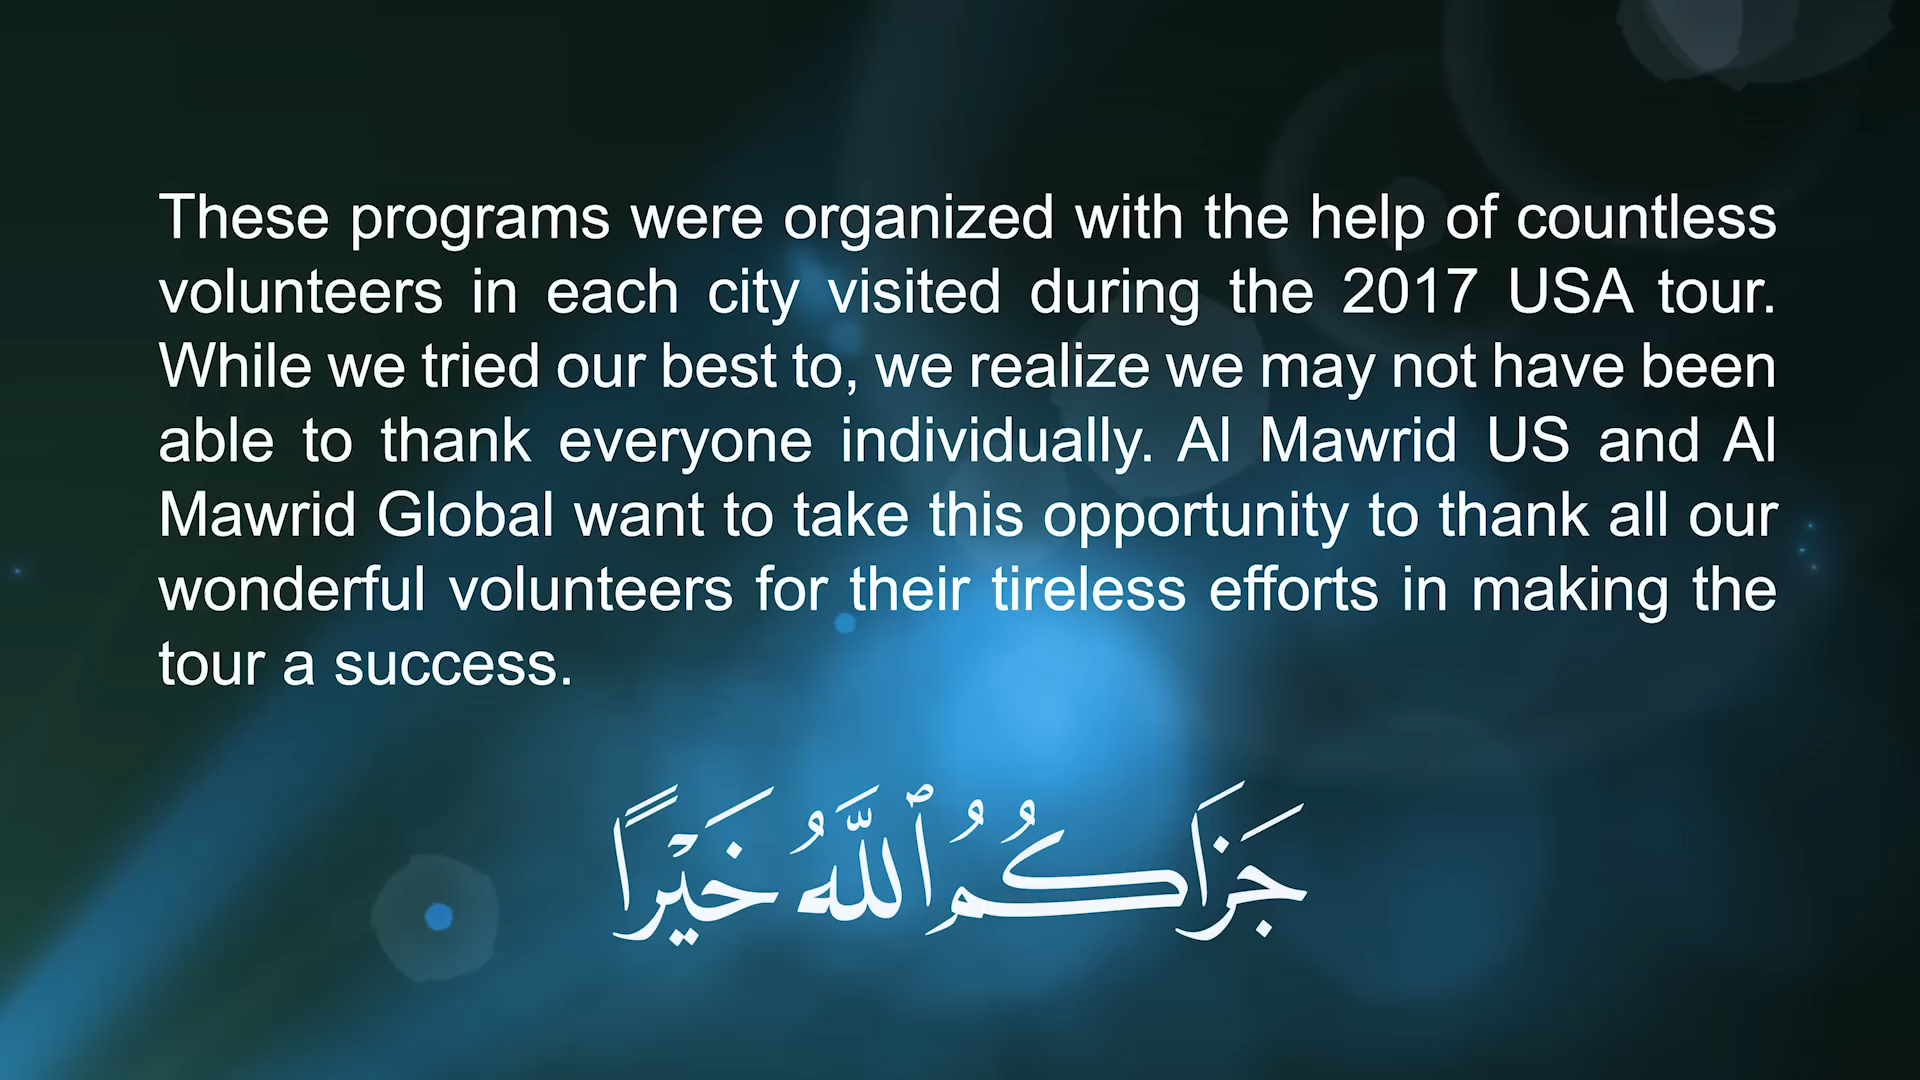 These programs were organized with the help of countless
volunteers in each city visited during the 2017 USA tour.
While we tried our best to, we realize we may not have been
able to thank everyone individually. Al Mawrid US and Al
Mawrid Global want to take this opportunity to thank all our
wonderful volunteers for their tireless efforts in making the
tour a success.
جَزَاكُمُ ٱللَّهُ خَيْرًا